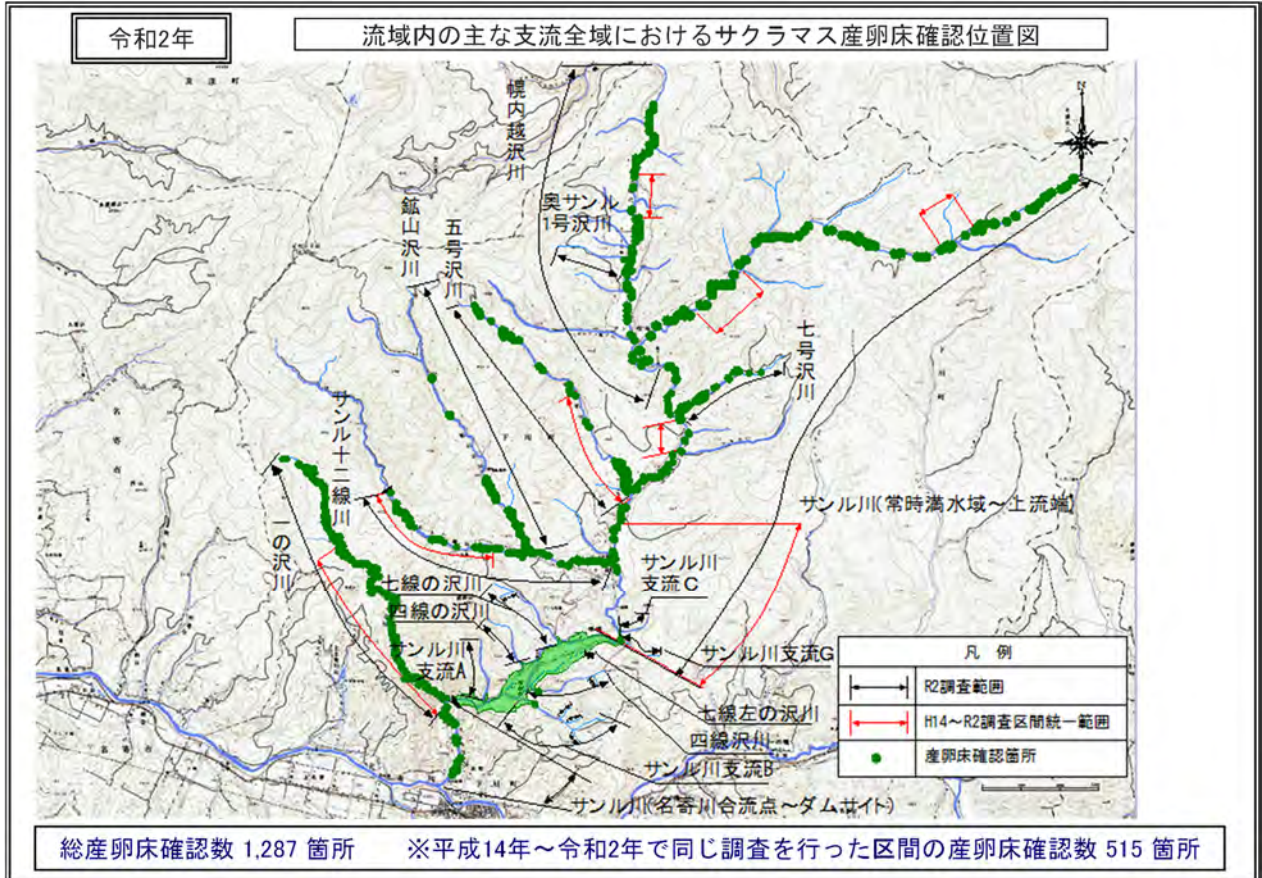 令和2年
流域内の主な支流全域におけるサクラマス産卵床確認位置図
幌内越沢川
奥サンル
1号沢川
鉱山沢川
五号沢川
七号沢川
サンル十二線川
一の沢川
サンル川(常時満水域～上流端)
サンル川
支流C
七線の沢川
四線の沢川
サンル川
支流A
サンル川支流G
七線左の沢川
四線沢川
サンル川支流B
サンル川(名寄川合流点～ダムサイト)
N
下川町
凡例
R2調査範囲
H14～R2調査区間統一範囲
産卵床確認箇所
総産卵床確認数 1,287 箇所 ※平成14年～令和2年で同じ調査を行った区間の産卵床確認数 515 箇所